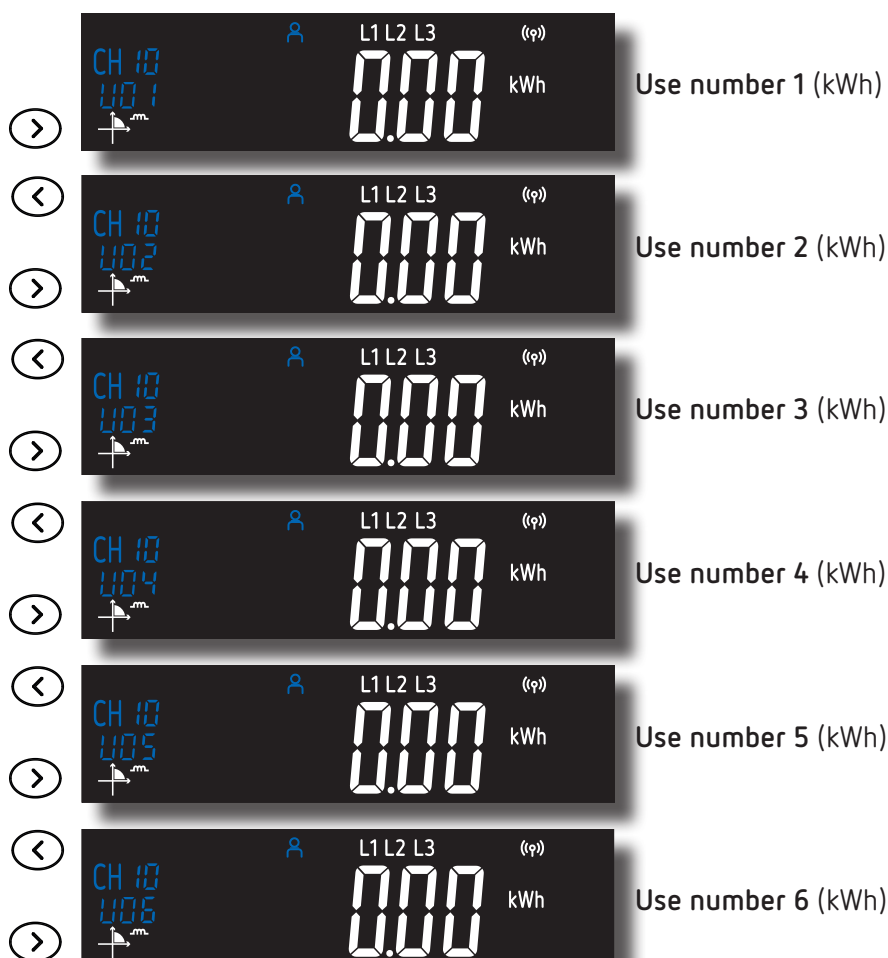 L1 L2 L3
CH 10
U01
0.00 kWh
Use number 1 (kWh)
L1 L2 L3
CH 10
U02
0.00 kWh
Use number 2 (kWh)
L1 L2 L3
CH 10
U03
0.00 kWh
Use number 3 (kWh)
L1 L2 L3
CH 10
U04
0.00 kWh
Use number 4 (kWh)
L1 L2 L3
CH 10
U05
0.00 kWh
Use number 5 (kWh)
L1 L2 L3
CH 10
U06
0.00 kWh
Use number 6 (kWh)